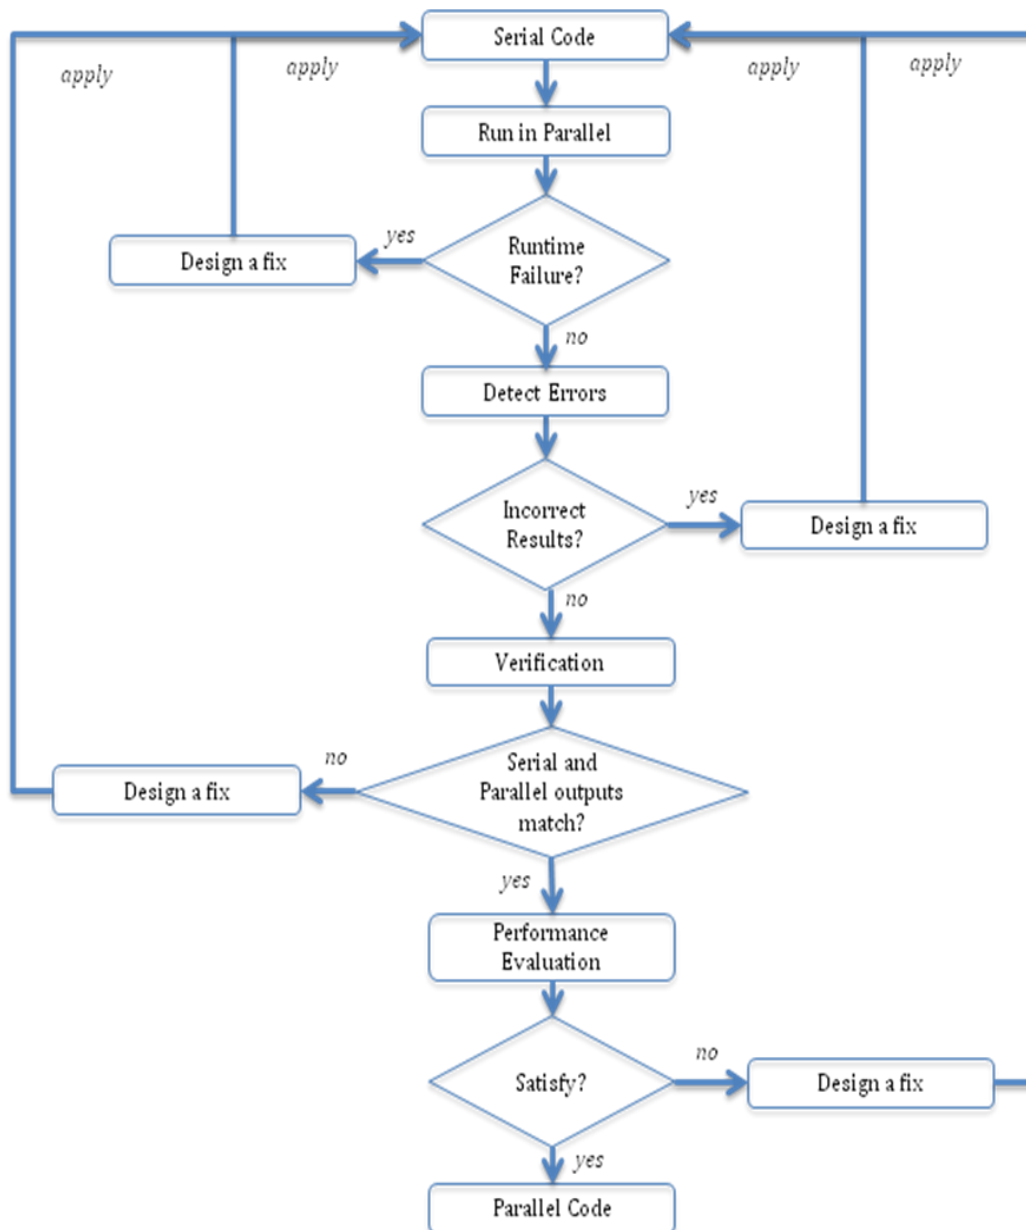 Serial Code
apply
apply
apply
apply
Run in Parallel
yes
Runtime
Failure?
Design a fix
no
Detect Errors
yes
Incorrect
Results?
Design a fix
no
Verification
no
Serial and
Parallel outputs
match?
Design a fix
yes
Performance
Evaluation
no
Satisfy?
Design a fix
yes
Parallel Code